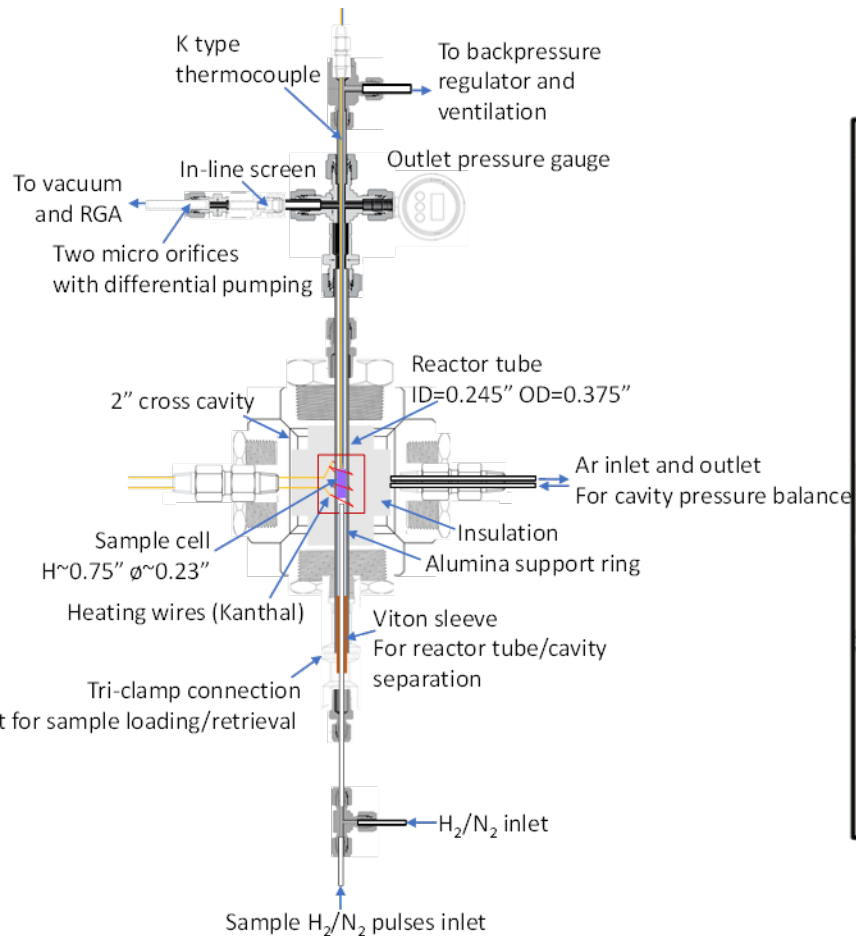 K type
thermocouple
To backpressure
regulator and
ventilation
In-line screen
Outlet pressure gauge
To vacuum
and RGA
Two micro orifices
with differential pumping
Reactor tube
ID=0.245” OD=0.375”
2” cross cavity
Ar inlet and outlet
For cavity pressure balance
Insulation
Sample cell
H~0.75” ø~0.23”
Alumina support ring
Heating wires (Kanthal)
Viton sleeve
For reactor tube/cavity
separation
Tri-clamp connection
for sample loading/retrieval
H₂/N₂ inlet
Sample H₂/N₂ pulses inlet